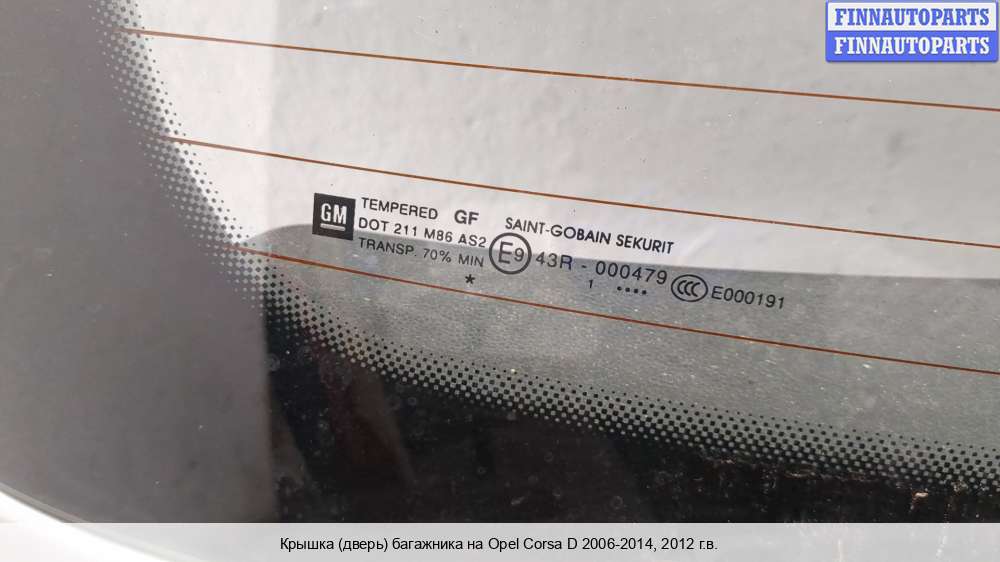 FINNAUTOPARTS
FINNAUTOPARTS
GM
TEMPERED GF SAINT-GOBAIN SEKURIT
DOT 211 M86 AS2
TRANSP. 70% MIN E9 43R - 000479 CCC E000191
* 1 ••••
Крышка (дверь) багажника на Opel Corsa D 2006-2014, 2012 г.в.